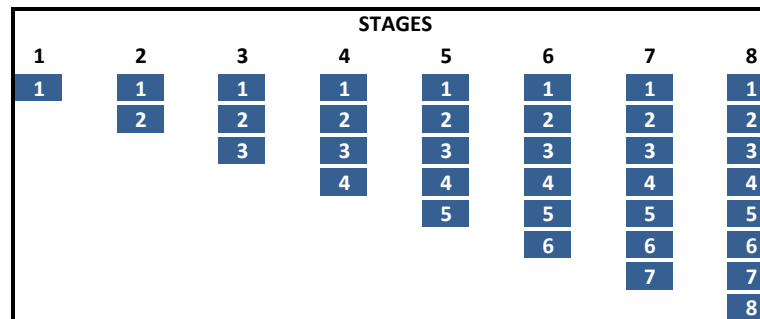 STAGES
1 2 3 4 5 6 7 8
1 1 1 1 1 1 1 1
2 2 2 2 2 2 2
3 3 3 3 3 3
4 4 4 4 4
5 5 5 5
6 6 6
7 7
8